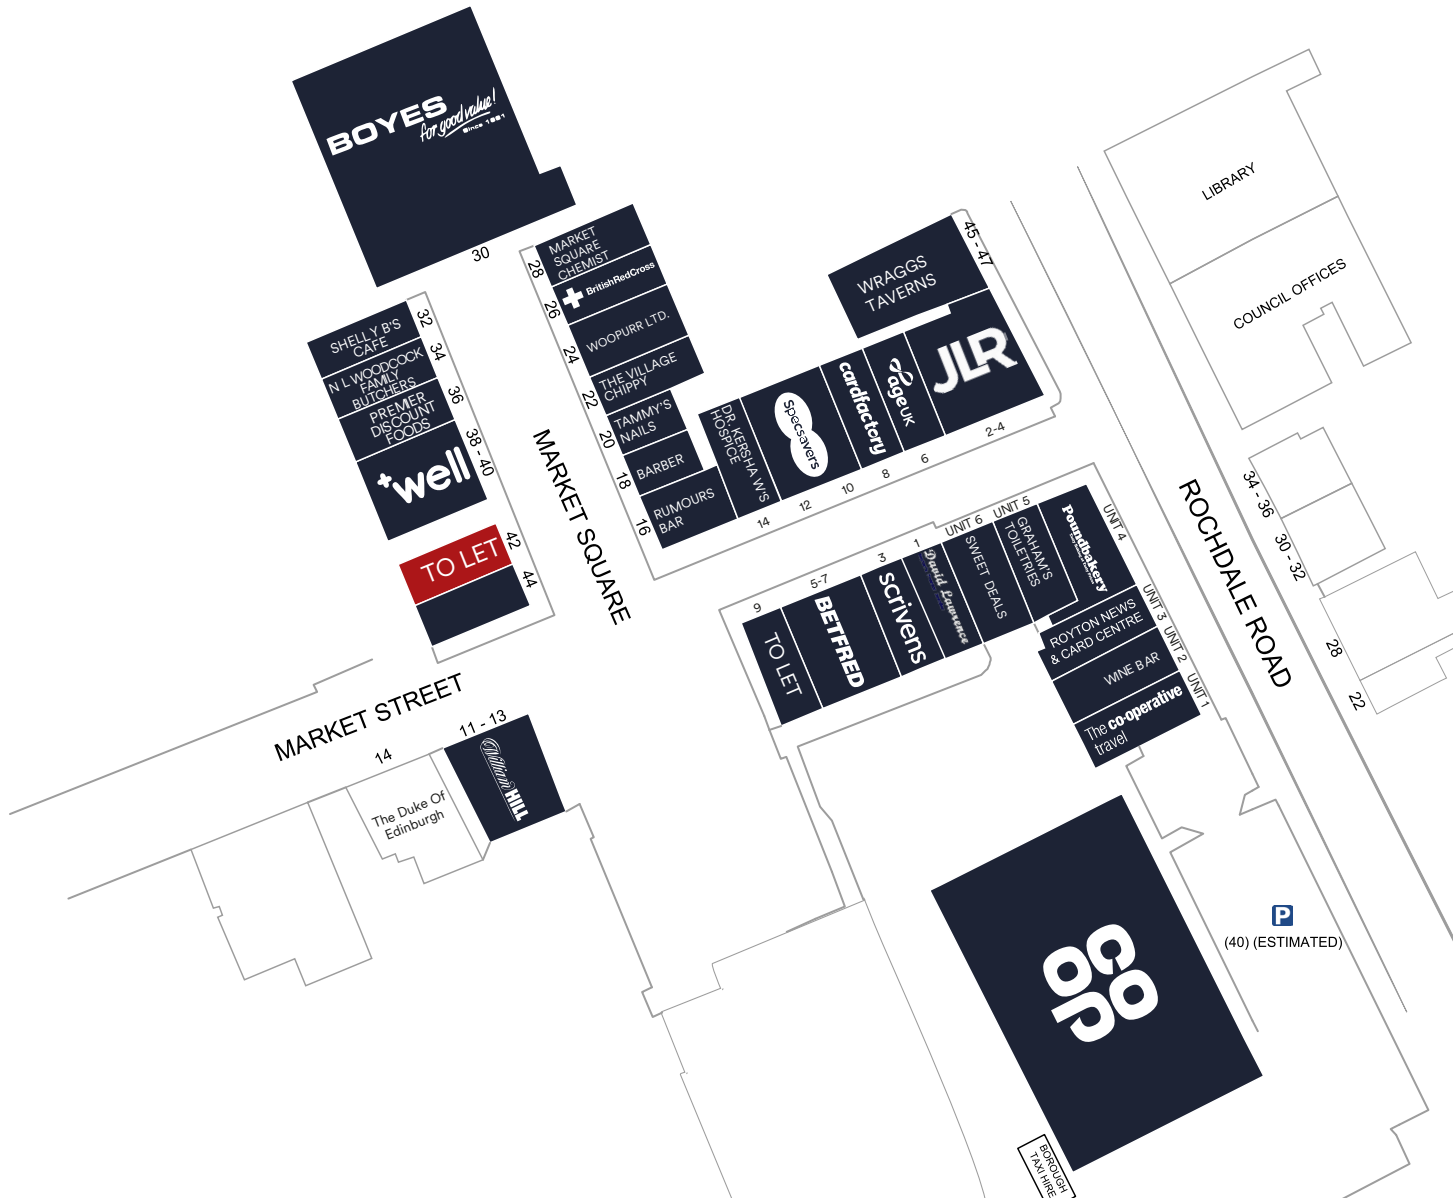 BOYES
for good value!
Since 1881
30
MARKET
SQUARE
CHEMIST
28
BritishRedCross
26
WOOPURR LTD.
24
THE VILLAGE
CHIPPY
22
TAMMY'S
NAILS
20
BARBER
18
RUMOURS
BAR
16
SHELLY B'S
CAFE
32
N L WOODCOCK
FAMILY
BUTCHERS
34
PREMIER
DISCOUNT
FOODS
36
well
38 - 40
TO LET
42
44
MARKET SQUARE
DR. KERSHAW'S
HOSPICE
14
Specsavers
12
cardfactory
10
8
ageUK
6
JLR
2-4
WRAGGS
TAVERNS
45 - 47
LIBRARY
COUNCIL OFFICES
ROCHDALE ROAD
34 - 36
30 - 32
28
22
TO LET
9
BETFRED
5-7
scrivens
3
David Lawrence
1
SWEET DEALS
UNIT 6
GRAHAM'S
TOILETRIES
UNIT 5
Poundbakery
UNIT 4
ROYTON NEWS
& CARD CENTRE
UNIT 3
WINE BAR
UNIT 2
The co-operative
travel
UNIT 1
MARKET STREET
14
The Duke Of
Edinburgh
11 - 13
William HILL
COOP
P
(40) (ESTIMATED)
BOROUGH
TAXI HIRE